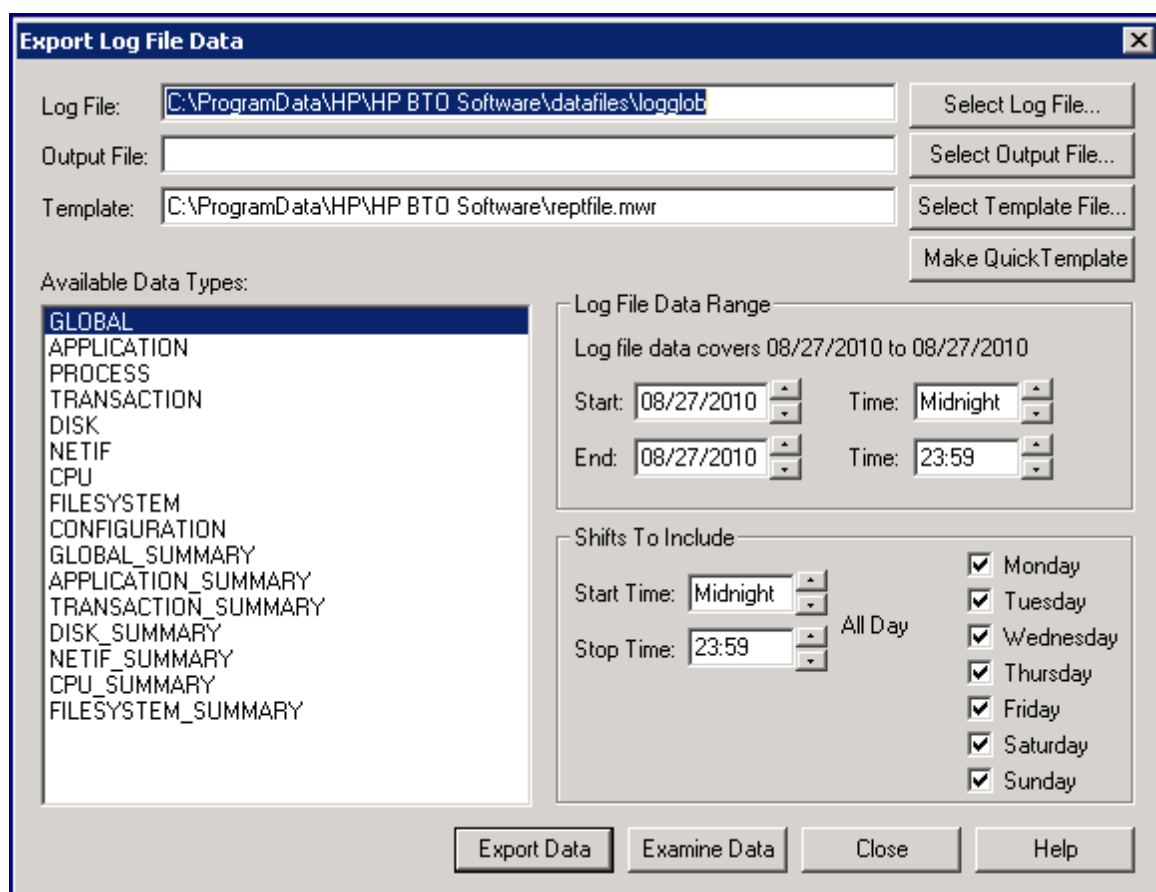 Export Log File Data
Log File: C:\ProgramData\HP\HP BTO Software\datafiles\logglob Select Log File...
Output File: Select Output File...
Template: C:\ProgramData\HP\HP BTO Software\reptfile.mwr Select Template File...
Make QuickTemplate
Available Data Types:
GLOBAL
APPLICATION
PROCESS
TRANSACTION
DISK
NETIF
CPU
FILESYSTEM
CONFIGURATION
GLOBAL_SUMMARY
APPLICATION_SUMMARY
TRANSACTION_SUMMARY
DISK_SUMMARY
NETIF_SUMMARY
CPU_SUMMARY
FILESYSTEM_SUMMARY
Log File Data Range
Log file data covers 08/27/2010 to 08/27/2010
Start: 08/27/2010 Time: Midnight
End: 08/27/2010 Time: 23:59
Shifts To Include
Start Time: Midnight
Stop Time: 23:59
All Day
Monday
Tuesday
Wednesday
Thursday
Friday
Saturday
Sunday
Export Data Examine Data Close Help